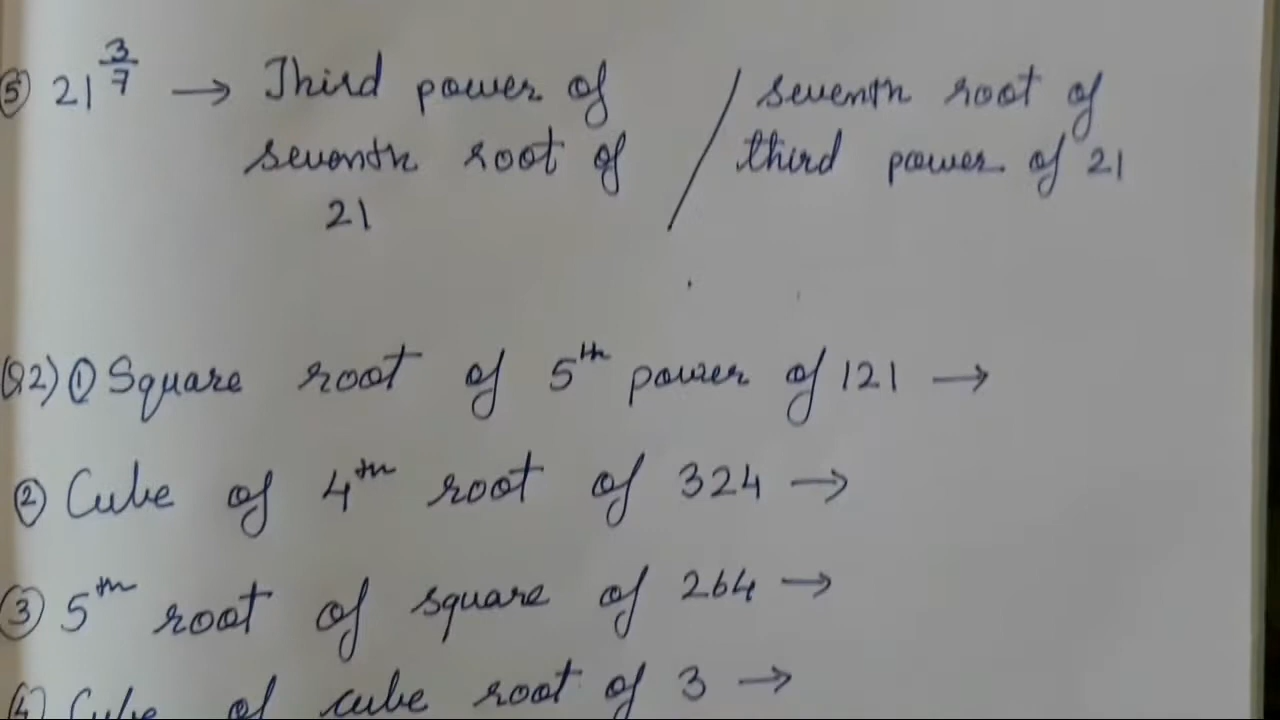 ⑤ 21^(3/7) → Third power of / seventh root of
seventh root of third power of 21
21
Q2) ① Square root of 5th power of 121 →
② Cube of 4th root of 324 →
③ 5th root of square of 264 →
④ Cube of cube root of 3 →